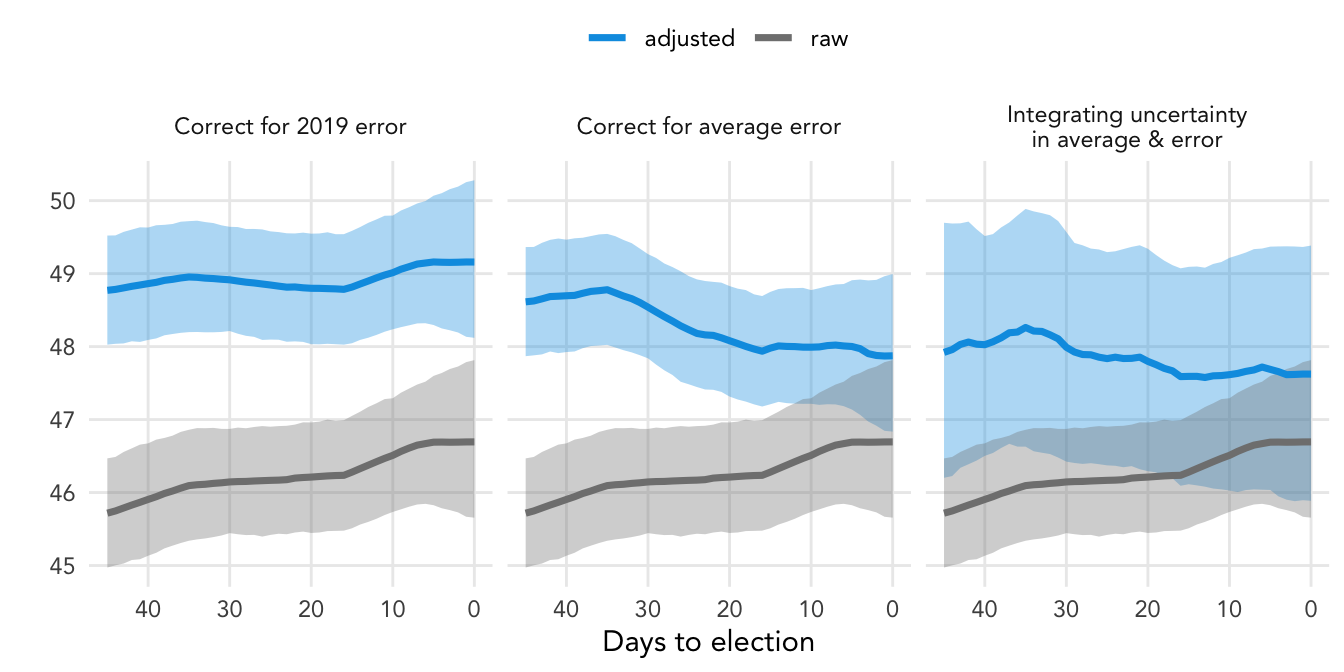 adjusted raw
Correct for 2019 error
Correct for average error
Integrating uncertainty
in average & error
50
49
48
47
46
45
40 30 20 10 0
40 30 20 10 0
40 30 20 10 0
Days to election